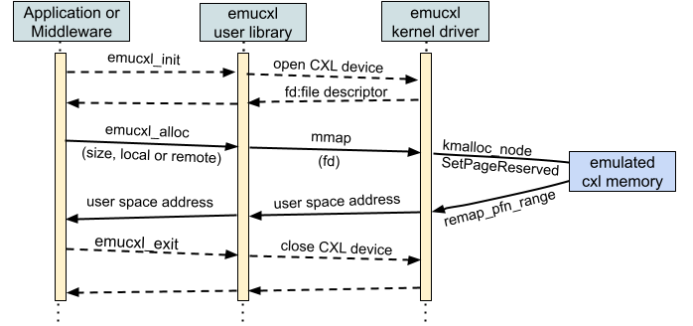 Application or
Middleware
emucxl
user library
emucxl
kernel driver
emucxl_init
open CXL device
fd:file descriptor
emucxl_alloc
(size, local or remote)
mmap
(fd)
kmalloc_node
SetPageReserved
emulated
cxl memory
user space address
user space address
remap_pfn_range
emucxl_exit
close CXL device